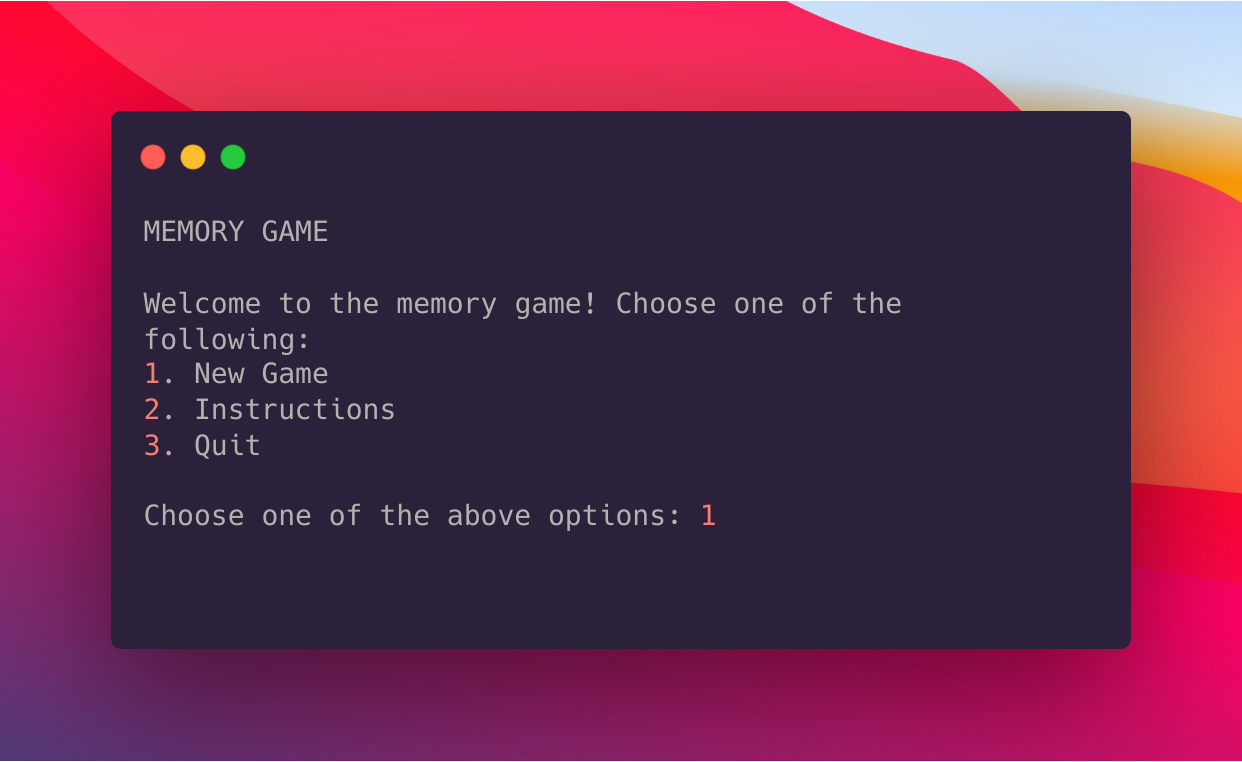 MEMORY GAME
Welcome to the memory game! Choose one of the
following:
1. New Game
2. Instructions
3. Quit
Choose one of the above options: 1